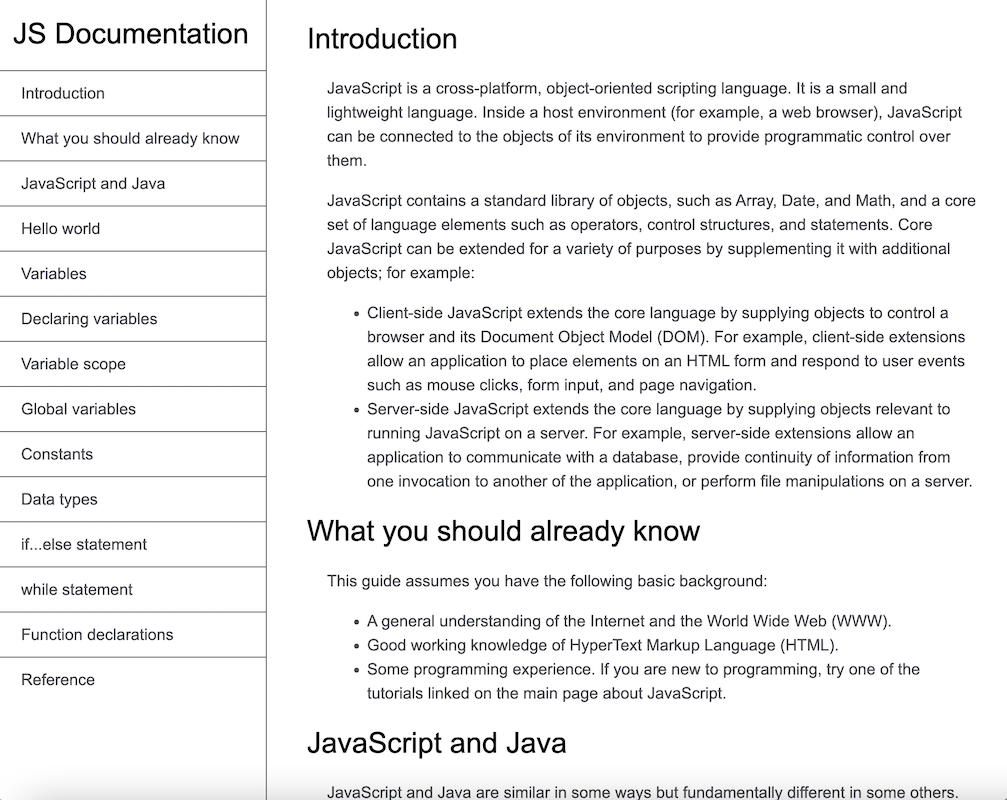 JS Documentation
Introduction
What you should already know
JavaScript and Java
Hello world
Variables
Declaring variables
Variable scope
Global variables
Constants
Data types
if...else statement
while statement
Function declarations
Reference
Introduction
JavaScript is a cross-platform, object-oriented scripting language. It is a small and
lightweight language. Inside a host environment (for example, a web browser), JavaScript
can be connected to the objects of its environment to provide programmatic control over
them.
JavaScript contains a standard library of objects, such as Array, Date, and Math, and a core
set of language elements such as operators, control structures, and statements. Core
JavaScript can be extended for a variety of purposes by supplementing it with additional
objects; for example:
• Client-side JavaScript extends the core language by supplying objects to control a
browser and its Document Object Model (DOM). For example, client-side extensions
allow an application to place elements on an HTML form and respond to user events
such as mouse clicks, form input, and page navigation.
• Server-side JavaScript extends the core language by supplying objects relevant to
running JavaScript on a server. For example, server-side extensions allow an
application to communicate with a database, provide continuity of information from
one invocation to another of the application, or perform file manipulations on a server.
What you should already know
This guide assumes you have the following basic background:
• A general understanding of the Internet and the World Wide Web (WWW).
• Good working knowledge of HyperText Markup Language (HTML).
• Some programming experience. If you are new to programming, try one of the
tutorials linked on the main page about JavaScript.
JavaScript and Java
JavaScript and Java are similar in some ways but fundamentally different in some others.